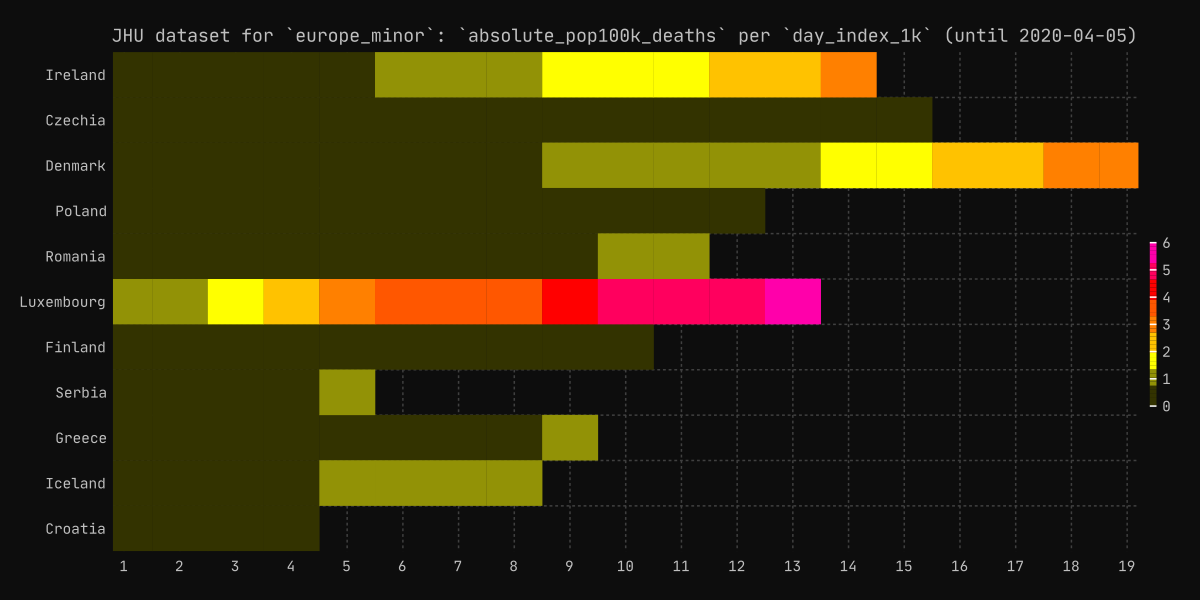 JHU dataset for `europe_minor`: `absolute_pop100k_deaths` per `day_index_1k` (until 2020-04-05)
Ireland
Czechia
Denmark
Poland
Romania
Luxembourg
Finland
Serbia
Greece
Iceland
Croatia
6
5
4
3
2
1
0
1 2 3 4 5 6 7 8 9 10 11 12 13 14 15 16 17 18 19